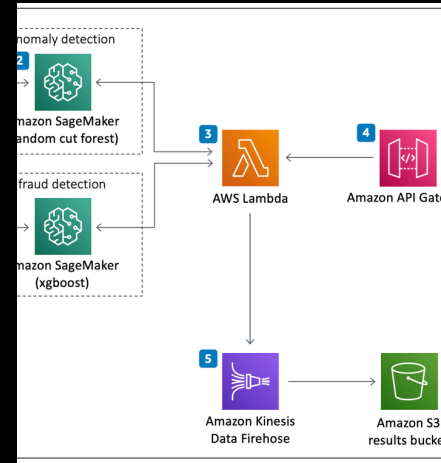 nomaly detection
2
mazon SageMaker
andom cut forest)
3
AWS Lambda
4
Amazon API Gate
fraud detection
mazon SageMaker
(xgboost)
5
Amazon Kinesis
Data Firehose
Amazon S3
results bucke